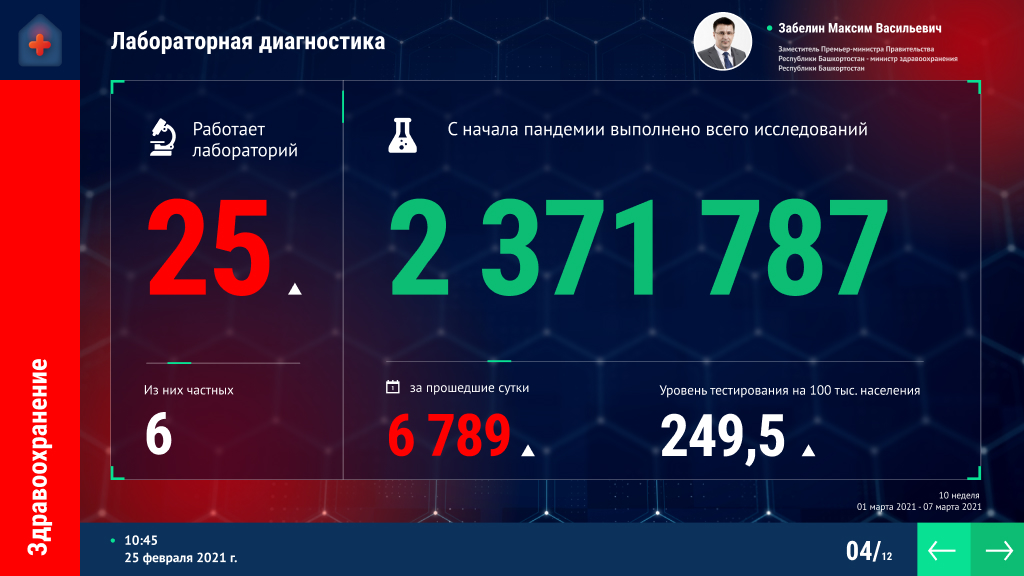 Лабораторная диагностика
Забелин Максим Васильевич
Заместитель Премьер-министра Правительства
Республики Башкортостан - министр здравоохранения
Республики Башкортостан
Работает
лабораторий
25
Из них частных
6
С начала пандемии выполнено всего исследований
2 371 787
за прошедшие сутки
6 789
Уровень тестирования на 100 тыс. населения
249,5
10 неделя
01 марта 2021 - 07 марта 2021
Здравоохранение
10:45
25 февраля 2021 г.
04/12